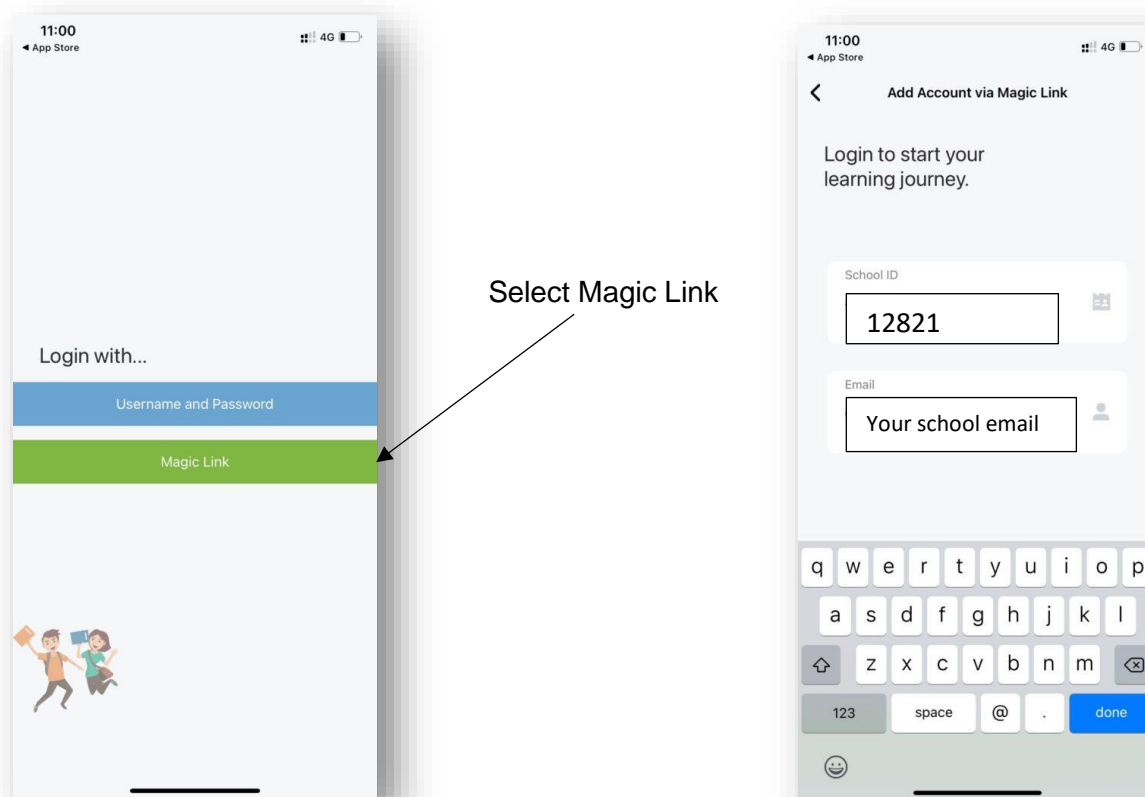 11:00
◀ App Store
4G
Login with...
Username and Password
Magic Link
Select Magic Link
11:00
◀ App Store
4G
Add Account via Magic Link
Login to start your
learning journey.
School ID
12821
Email
Your school email
q w e r t y u i o p
a s d f g h j k l
z x c v b n m
123 space @ . done